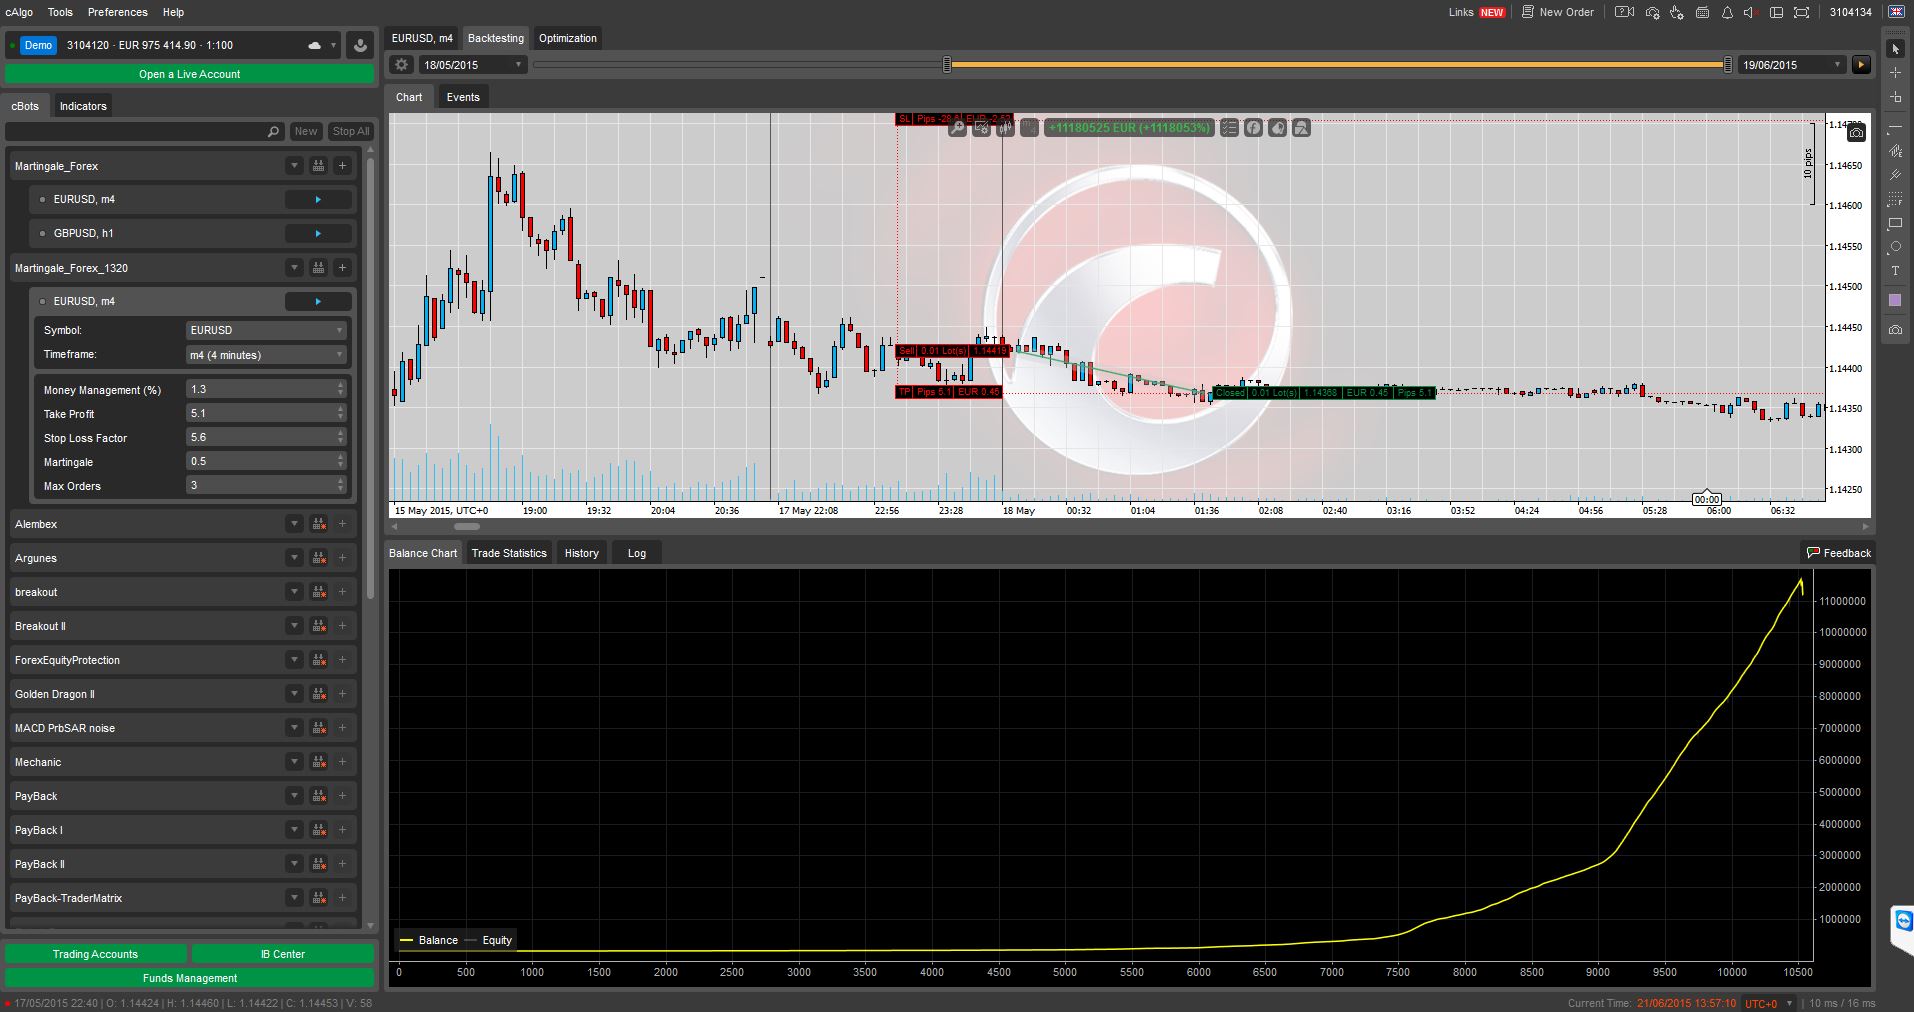 cAlgo Tools Preferences Help
Links NEW New Order 3104134
Demo 3104120 · EUR 975 414.90 · 1:100
Open a Live Account
cBots Indicators
New Stop All
Martingale_Forex
EURUSD, m4
GBPUSD, h1
Martingale_Forex_1320
EURUSD, m4
Symbol: EURUSD
Timeframe: m4 (4 minutes)
Money Management (%) 1.3
Take Profit 5.1
Stop Loss Factor 5.6
Martingale 0.5
Max Orders 3
Alembex
Argunes
breakout
Breakout II
ForexEquityProtection
Golden Dragon II
MACD PrbSAR noise
Mechanic
PayBack
PayBack I
PayBack II
PayBack-TraderMatrix
Trading Accounts IB Center
Funds Management
EURUSD, m4 Backtesting Optimization
18/05/2015 19/06/2015
Chart Events
+11180525 EUR (+1118053%)
10 pips
1.14650
1.14600
1.14550
1.14500
1.14450
1.14400
1.14350
1.14300
1.14250
Sell 0.01 Lot(s) 1.14419
TP Pips 5.1 EUR 0.45
Closed 0.01 Lot(s) 1.14368 EUR 0.45 Pips 5.1
00:00
15 May 2015, UTC+0 19:00 19:32 20:04 20:36 17 May 22:08 22:56 23:28 18 May 00:32 01:04 01:36 02:08 02:40 03:16 03:52 04:24 04:56 05:28 06:00 06:32
Balance Chart Trade Statistics History Log Feedback
11000000
10000000
9000000
8000000
7000000
6000000
5000000
4000000
3000000
2000000
1000000
Balance Equity
0 500 1000 1500 2000 2500 3000 3500 4000 4500 5000 5500 6000 6500 7000 7500 8000 8500 9000 9500 10000 10500
17/05/2015 22:40 | O: 1.14424 | H: 1.14460 | L: 1.14422 | C: 1.14453 | V: 58
Current Time: 21/06/2015 13:57:10 UTC+0 | 10 ms / 16 ms